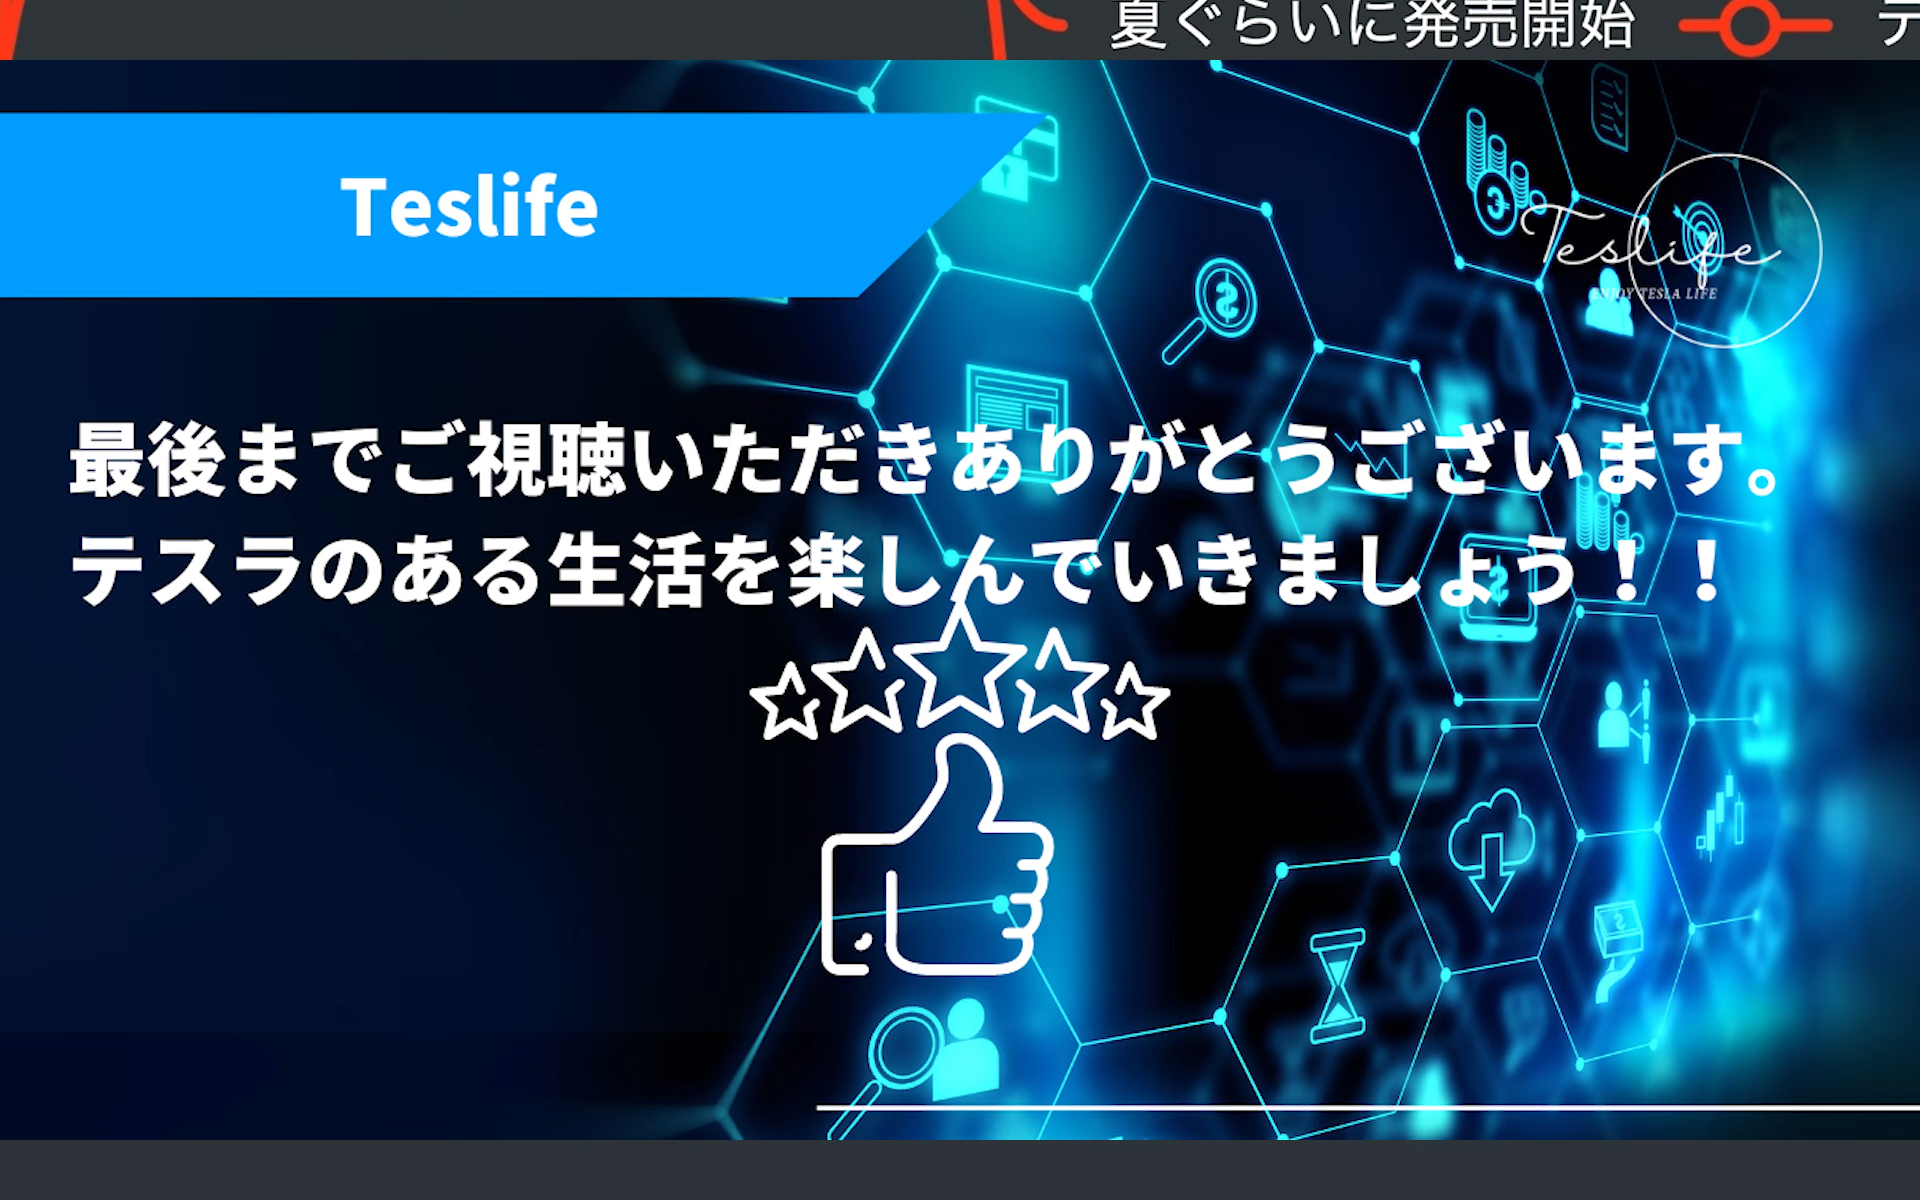 夏ぐらいに発売開始
テ
Teslife
Teslife
ENJOY TESLA LIFE
最後までご視聴いただきありがとうございます。
テスラのある生活を楽しんでいきましょう！！